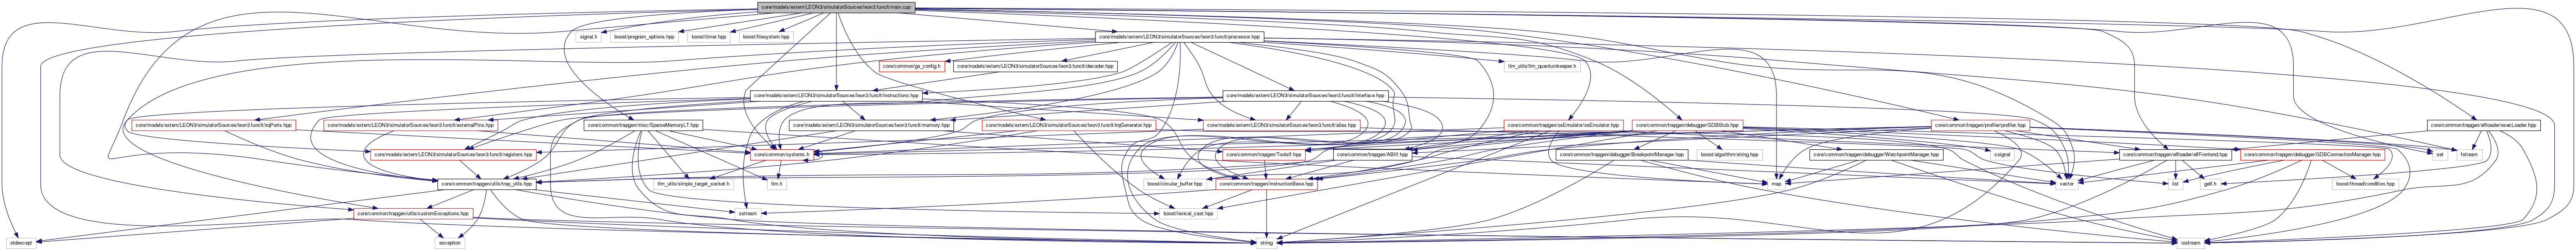 core/models/extern/LEON3/simulatorSources/leon3.funclt/main.cpp
signal.h
boost/program_options.hpp
boost/timer.hpp
boost/filesystem.hpp
core/models/extern/LEON3/simulatorSources/leon3.funclt/processor.hpp
core/common/gs_config.h
core/models/extern/LEON3/simulatorSources/leon3.funclt/decoder.hpp
tlm_utils/tlm_quantumkeeper.h
core/models/extern/LEON3/simulatorSources/leon3.funclt/instructions.hpp
core/models/extern/LEON3/simulatorSources/leon3.funclt/interface.hpp
core/models/extern/LEON3/simulatorSources/leon3.funclt/irqPorts.hpp
core/models/extern/LEON3/simulatorSources/leon3.funclt/externalPins.hpp
core/common/trapgen/misc/SparseMemoryLT.hpp
core/models/extern/LEON3/simulatorSources/leon3.funclt/memory.hpp
core/models/extern/LEON3/simulatorSources/leon3.funclt/irqGenerator.hpp
core/models/extern/LEON3/simulatorSources/leon3.funclt/alias.hpp
core/common/trapgen/osEmulator/osEmulator.hpp
core/common/trapgen/debugger/GDBStub.hpp
core/common/trapgen/profiler/profiler.hpp
core/common/trapgen/elfloader/execLoader.hpp
core/models/extern/LEON3/simulatorSources/leon3.funclt/registers.hpp
core/common/systemc.h
core/common/trapgen/ToolsIf.hpp
core/common/trapgen/ABIIf.hpp
core/common/trapgen/debugger/BreakpointManager.hpp
boost/algorithm/string.hpp
core/common/trapgen/debugger/WatchpointManager.hpp
csignal
core/common/trapgen/elfloader/elfFrontend.hpp
core/common/trapgen/debugger/GDBConnectionManager.hpp
set
fstream
core/common/trapgen/utils/trap_utils.hpp
tlm_utils/simple_target_socket.h
tlm.h
boost/circular_buffer.hpp
core/common/trapgen/instructionBase.hpp
map
vector
list
gelf.h
boost/thread/condition.hpp
core/common/trapgen/utils/customExceptions.hpp
sstream
boost/lexical_cast.hpp
stdexcept
exception
string
iostream